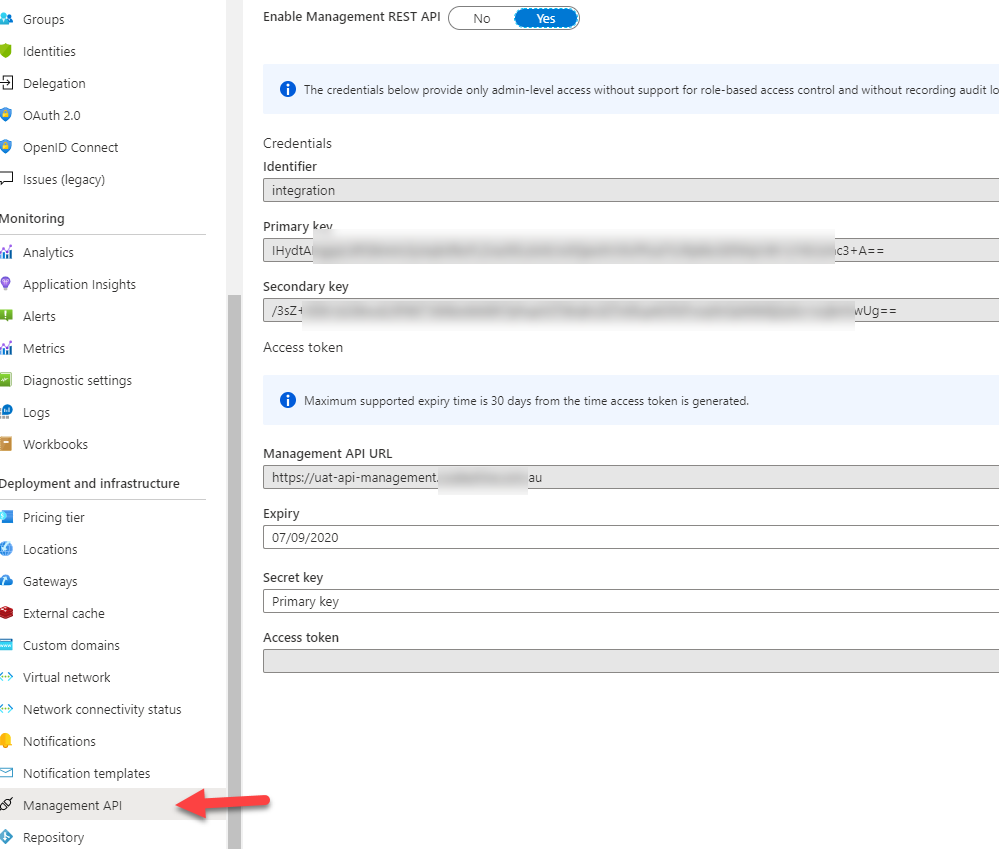 Groups
Identities
Delegation
OAuth 2.0
OpenID Connect
Issues (legacy)
Monitoring
Analytics
Application Insights
Alerts
Metrics
Diagnostic settings
Logs
Workbooks
Deployment and infrastructure
Pricing tier
Locations
Gateways
External cache
Custom domains
Virtual network
Network connectivity status
Notifications
Notification templates
Management API
Repository
Enable Management REST API No Yes
The credentials below provide only admin-level access without support for role-based access control and without recording audit lo
Credentials
Identifier
integration
Primary key
c3+A==
Secondary key
/3sZ+ wUg==
Access token
Maximum supported expiry time is 30 days from the time access token is generated.
Management API URL
https://uat-api-management. au
Expiry
07/09/2020
Secret key
Primary key
Access token